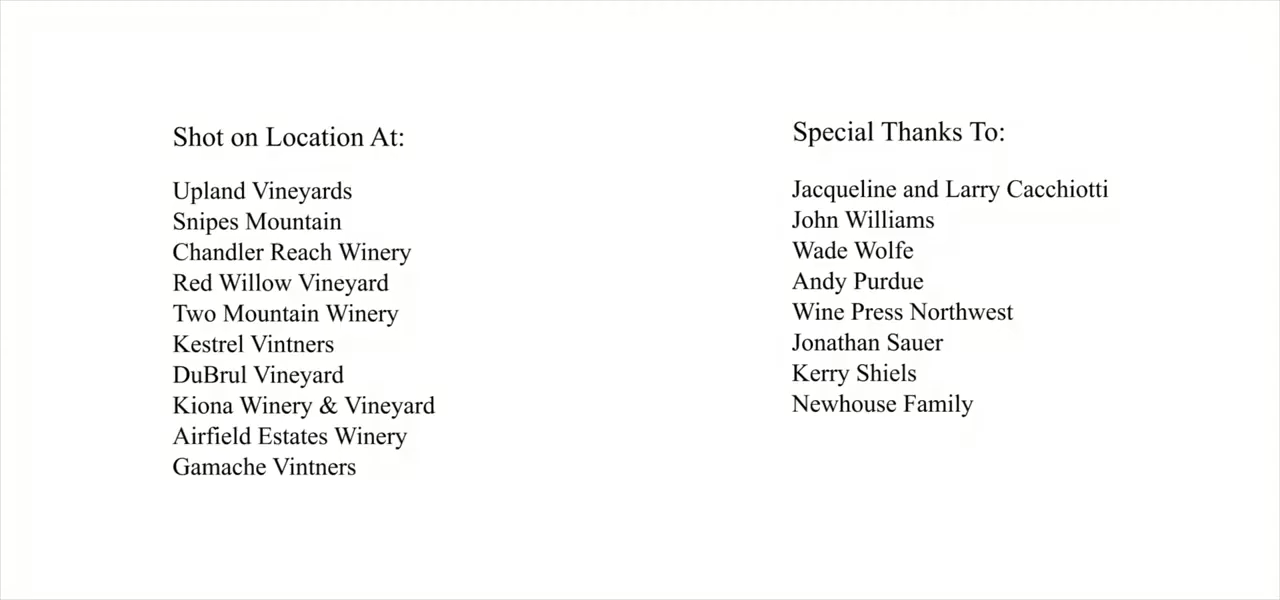 Shot on Location At:
Upland Vineyards
Snipes Mountain
Chandler Reach Winery
Red Willow Vineyard
Two Mountain Winery
Kestrel Vintners
DuBrul Vineyard
Kiona Winery & Vineyard
Airfield Estates Winery
Gamache Vintners
Special Thanks To:
Jacqueline and Larry Cacchiotti
John Williams
Wade Wolfe
Andy Purdue
Wine Press Northwest
Jonathan Sauer
Kerry Shiels
Newhouse Family